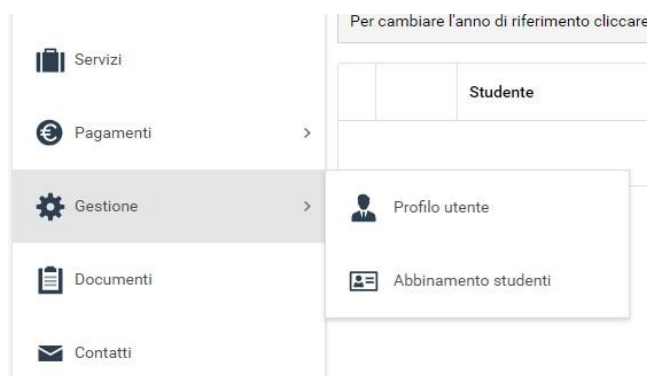 Per cambiare l'anno di riferimento cliccare
Servizi
Studente
Pagamenti
Gestione
Profilo utente
Documenti
Abbinamento studenti
Contatti